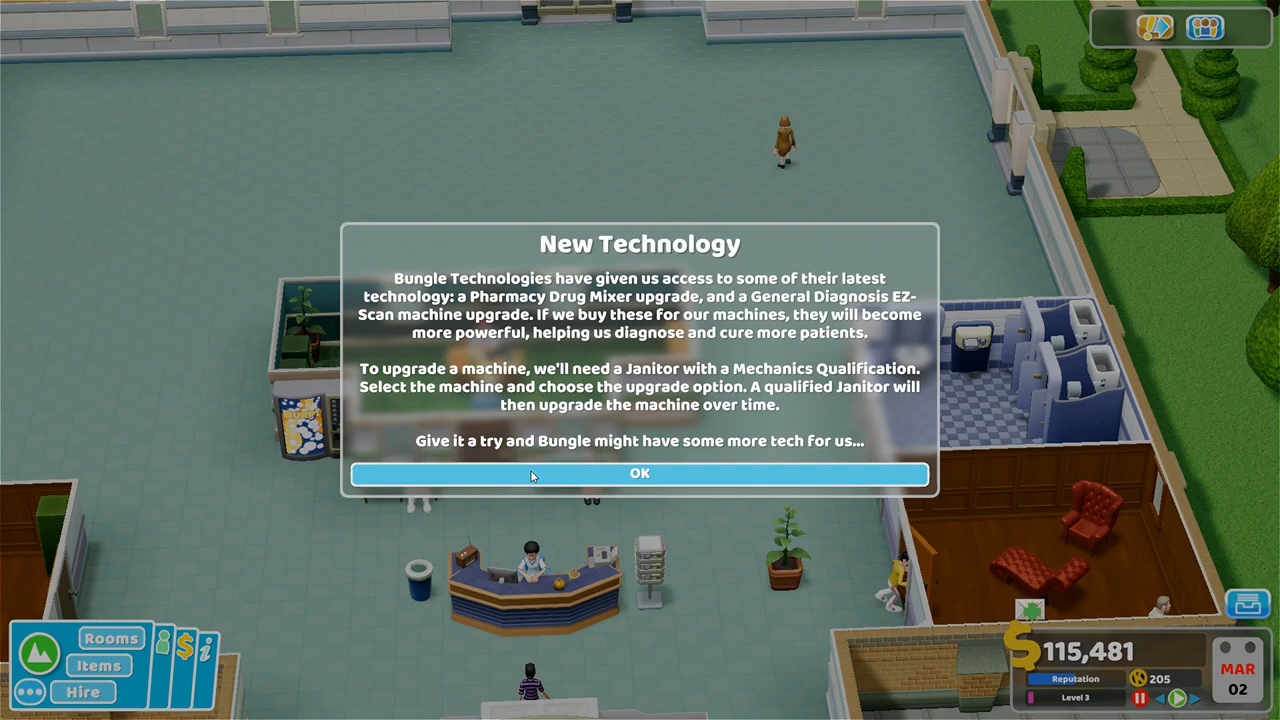 New Technology
Bungle Technologies have given us access to some of their latest
technology: a Pharmacy Drug Mixer upgrade, and a General Diagnosis EZ-
Scan machine upgrade. If we buy these for our machines, they will become
more powerful, helping us diagnose and cure more patients.
To upgrade a machine, we'll need a Janitor with a Mechanics Qualification.
Select the machine and choose the upgrade option. A qualified Janitor will
then upgrade the machine over time.
Give it a try and Bungle might have some more tech for us...
OK
Rooms
Items
Hire
$ i
$115,481
Reputation
K 205
Level 3
MAR
02